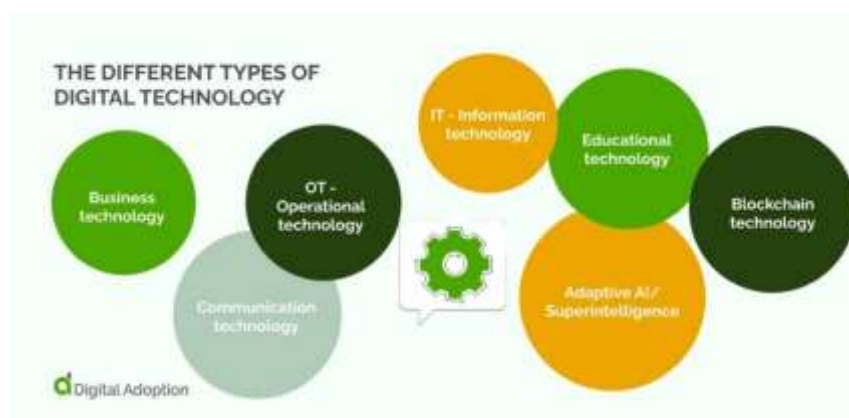 THE DIFFERENT TYPES OF
DIGITAL TECHNOLOGY
Business
technology
OT -
Operational
technology
Communication
technology
IT - Information
technology
Educational
technology
Adaptive AI/
Superintelligence
Blockchain
technology
Digital Adoption